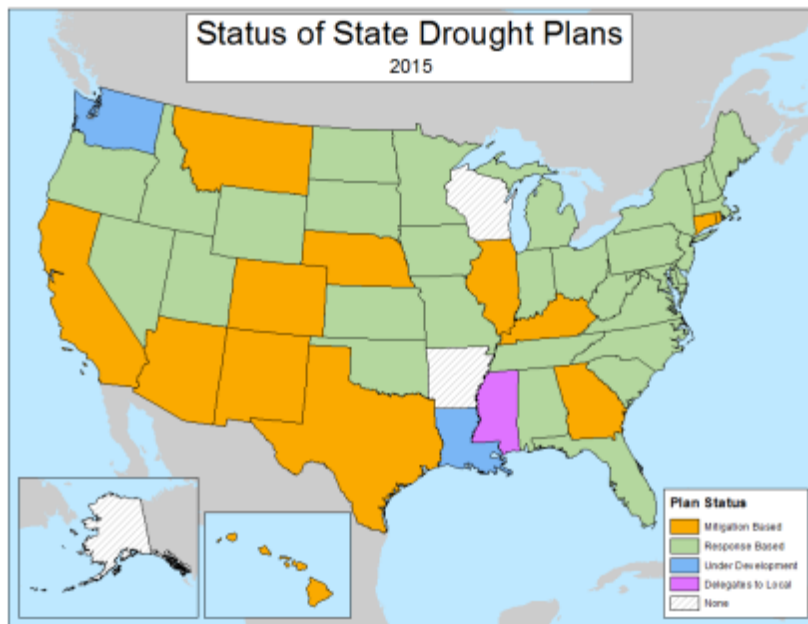 Status of State Drought Plans
2015
Plan Status
Mitigation Based
Response Based
Under Development
Delegates to Local
None